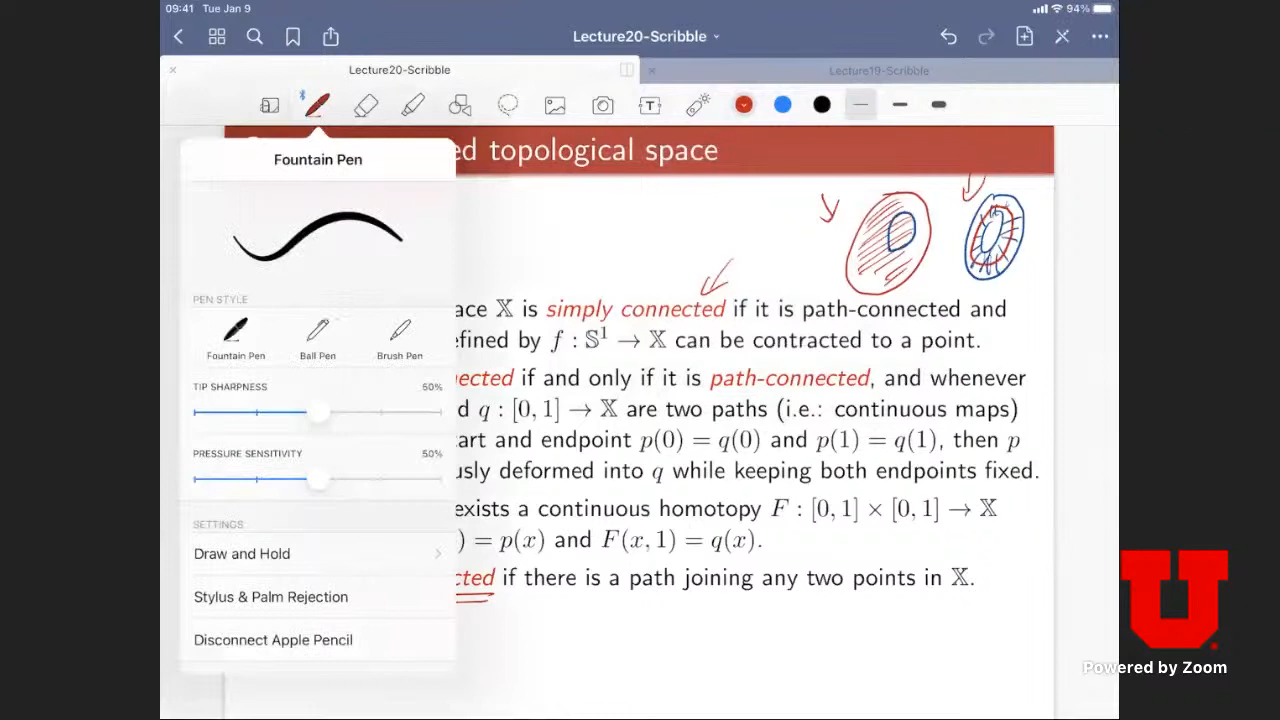 09:41 Tue Jan 9
94%
Lecture20-Scribble
Lecture20-Scribble
Lecture19-Scribble
T
Fountain Pen
ed topological space
PEN STYLE
Fountain Pen
Ball Pen
Brush Pen
TIP SHARPNESS 50%
PRESSURE SENSITIVITY 50%
SETTINGS
Draw and Hold
Stylus & Palm Rejection
Disconnect Apple Pencil
ace 𝕏 is simply connected if it is path-connected and
efined by f : 𝕊¹ → 𝕏 can be contracted to a point.
nected if and only if it is path-connected, and whenever
d q : [0, 1] → 𝕏 are two paths (i.e.: continuous maps)
art and endpoint p(0) = q(0) and p(1) = q(1), then p
usly deformed into q while keeping both endpoints fixed.
exists a continuous homotopy F : [0, 1] × [0, 1] → 𝕏
) = p(x) and F(x, 1) = q(x).
cted if there is a path joining any two points in 𝕏.
U
Powered by Zoom